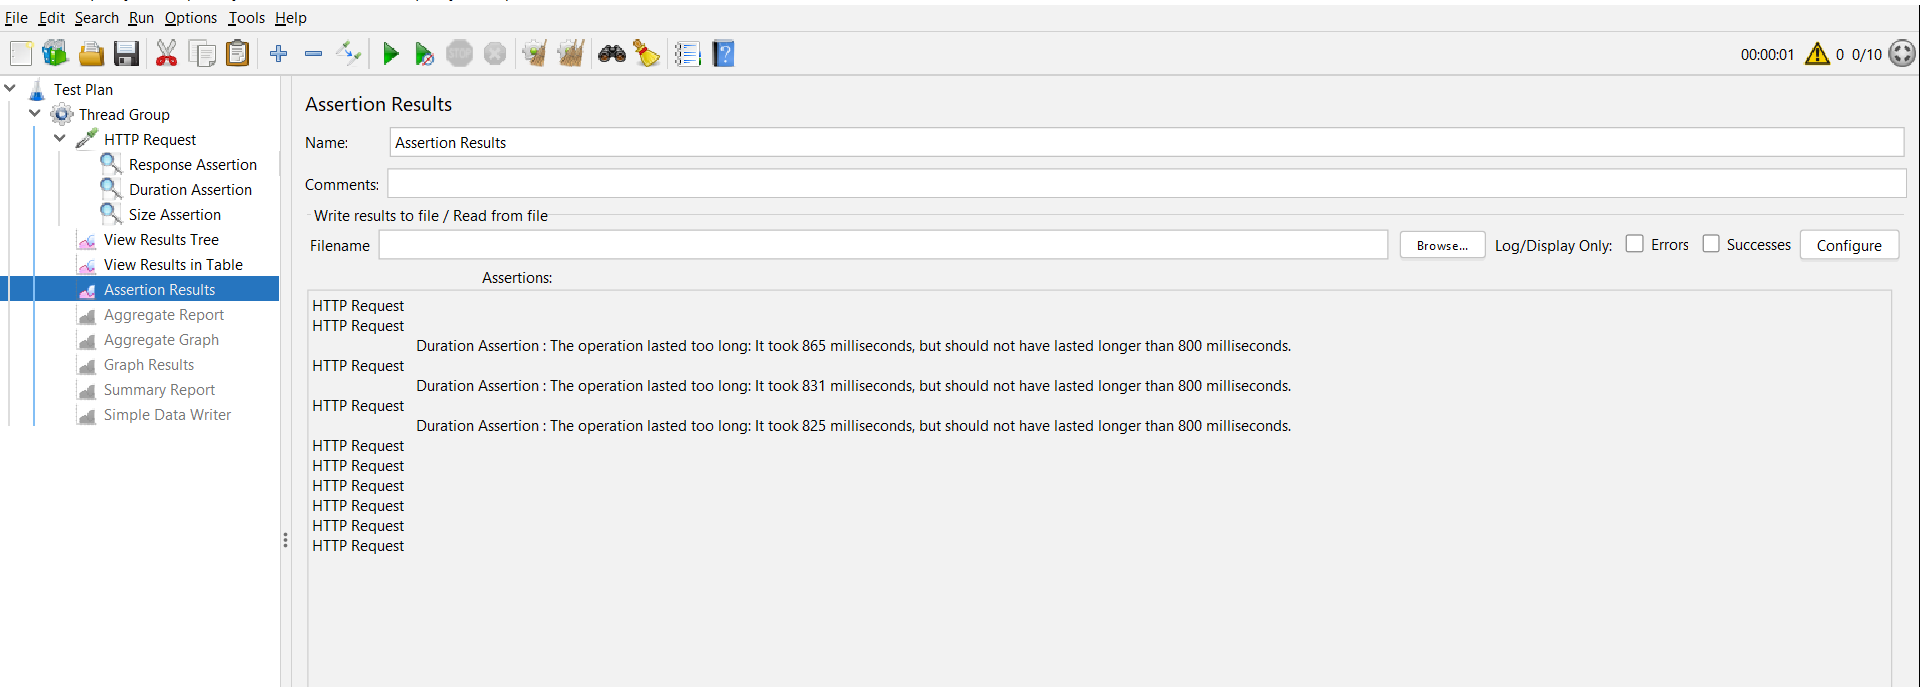 File Edit Search Run Options Tools Help
STOP 00:00:01 0 0/10
Test Plan
Thread Group
HTTP Request
Response Assertion
Duration Assertion
Size Assertion
View Results Tree
View Results in Table
Assertion Results
Aggregate Report
Aggregate Graph
Graph Results
Summary Report
Simple Data Writer
Assertion Results
Name: Assertion Results
Comments:
Write results to file / Read from file
Filename Browse... Log/Display Only: Errors Successes Configure
Assertions:
HTTP Request
HTTP Request
Duration Assertion : The operation lasted too long: It took 865 milliseconds, but should not have lasted longer than 800 milliseconds.
HTTP Request
Duration Assertion : The operation lasted too long: It took 831 milliseconds, but should not have lasted longer than 800 milliseconds.
HTTP Request
Duration Assertion : The operation lasted too long: It took 825 milliseconds, but should not have lasted longer than 800 milliseconds.
HTTP Request
HTTP Request
HTTP Request
HTTP Request
HTTP Request
HTTP Request